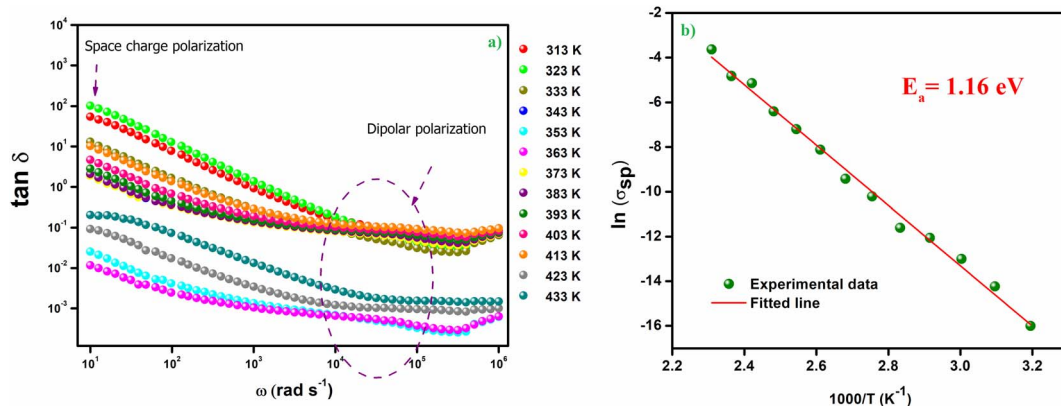 a)
Space charge polarization
Dipolar polarization
tan δ
10⁴
10³
10²
10¹
10⁰
10⁻¹
10⁻²
10⁻³
10¹ 10² 10³ 10⁴ 10⁵ 10⁶
ω (rad s⁻¹)
313 K
323 K
333 K
343 K
353 K
363 K
373 K
383 K
393 K
403 K
413 K
423 K
433 K
b)
Eₐ= 1.16 eV
ln (σsp)
-2
-4
-6
-8
-10
-12
-14
-16
Experimental data
Fitted line
2.2 2.4 2.6 2.8 3.0 3.2
1000/T (K⁻¹)